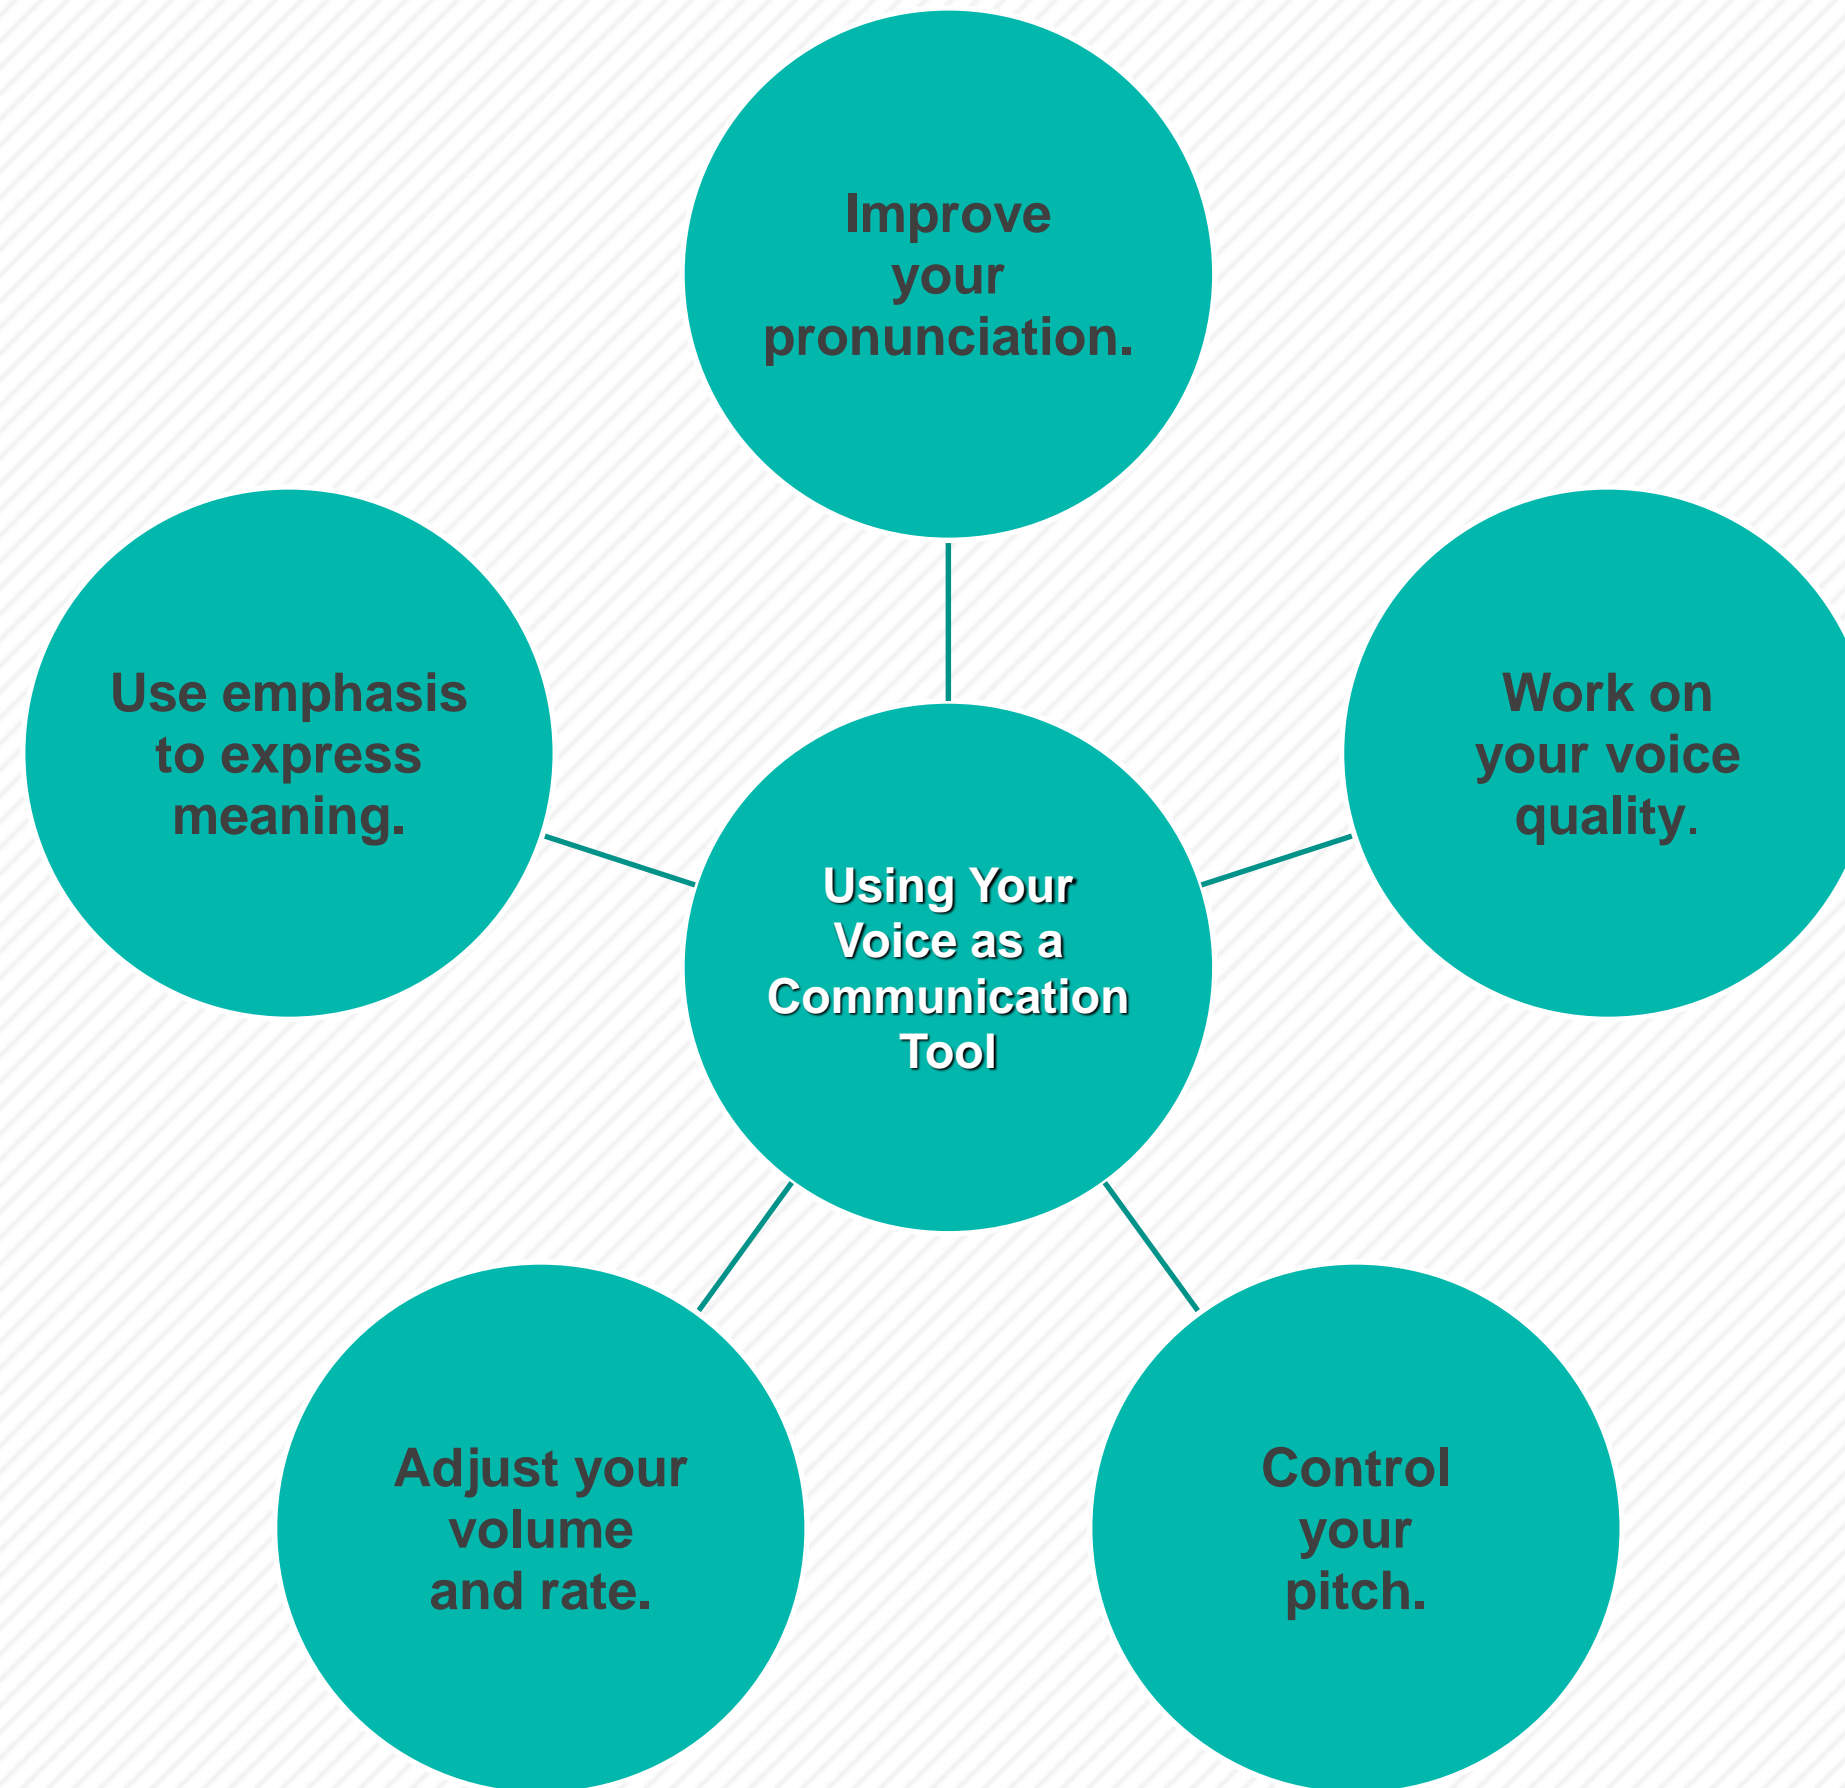 Improve
your
pronunciation.
Use emphasis
to express
meaning.
Work on
your voice
quality.
Using Your
Voice as a
Communication
Tool
Adjust your
volume
and rate.
Control
your
pitch.